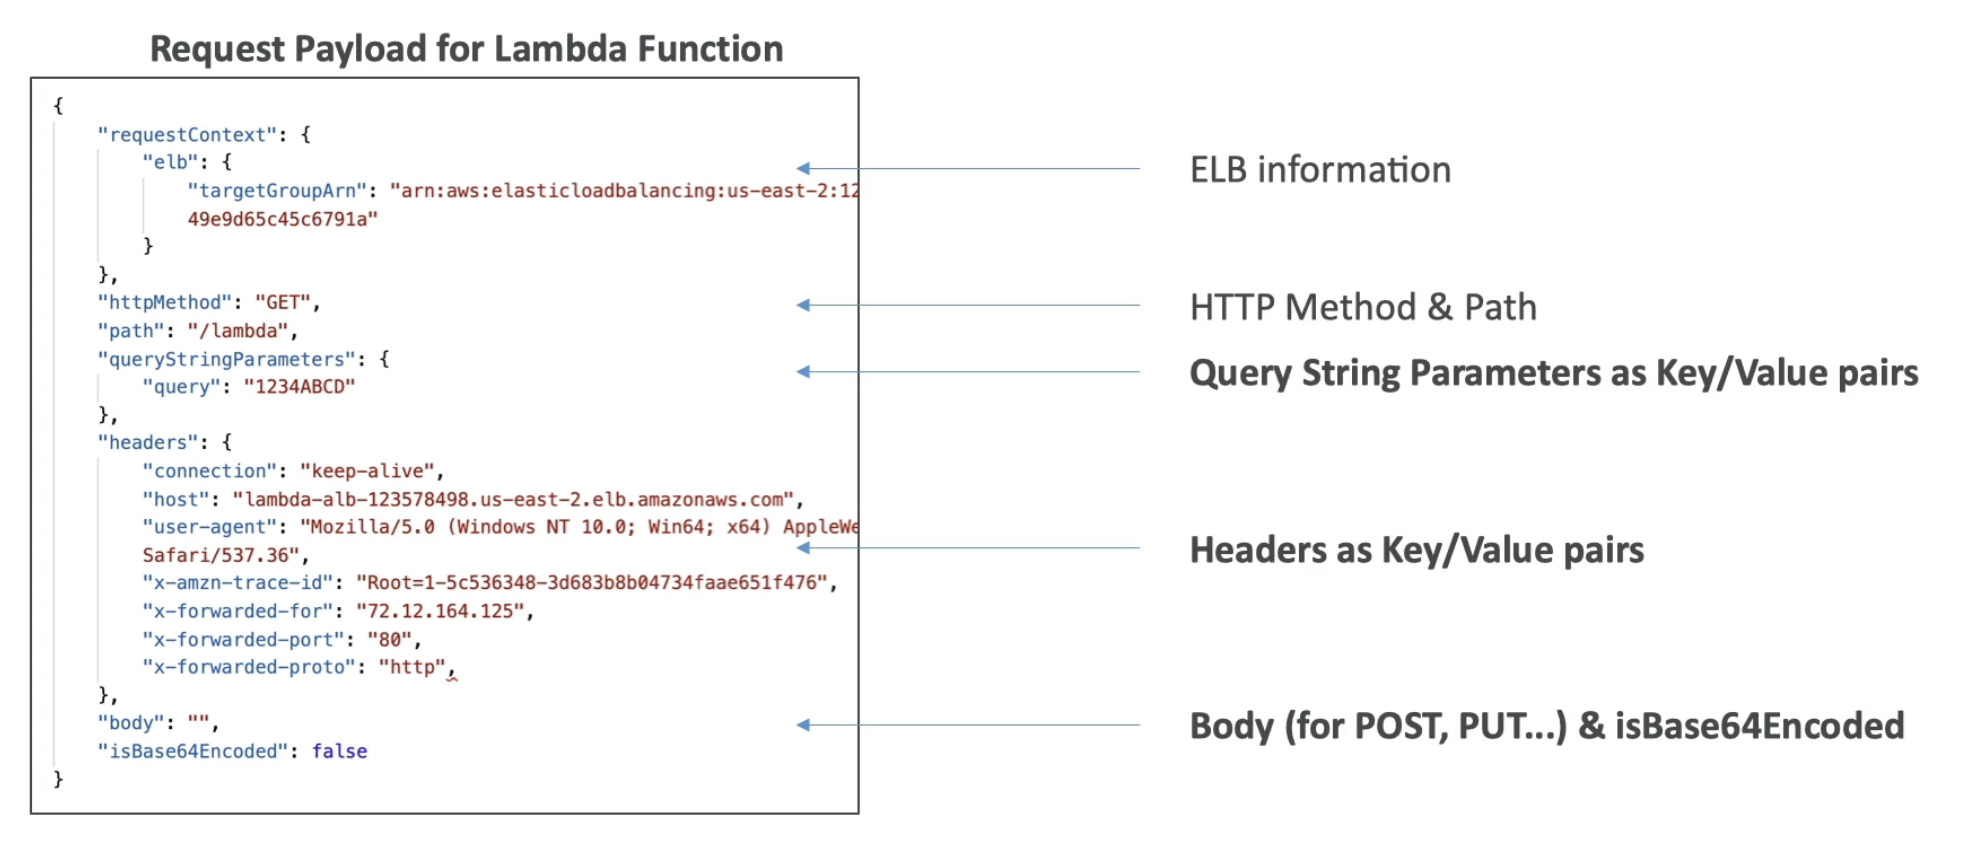 Request Payload for Lambda Function
{
"requestContext": {
"elb": {
"targetGroupArn": "arn:aws:elasticloadbalancing:us-east-2:12
49e9d65c45c6791a"
}
},
"httpMethod": "GET",
"path": "/lambda",
"queryStringParameters": {
"query": "1234ABCD"
},
"headers": {
"connection": "keep-alive",
"host": "lambda-alb-123578498.us-east-2.elb.amazonaws.com",
"user-agent": "Mozilla/5.0 (Windows NT 10.0; Win64; x64) AppleWe
Safari/537.36",
"x-amzn-trace-id": "Root=1-5c536348-3d683b8b04734faae651f476",
"x-forwarded-for": "72.12.164.125",
"x-forwarded-port": "80",
"x-forwarded-proto": "http",
},
"body": "",
"isBase64Encoded": false
}
ELB information
HTTP Method & Path
Query String Parameters as Key/Value pairs
Headers as Key/Value pairs
Body (for POST, PUT...) & isBase64Encoded